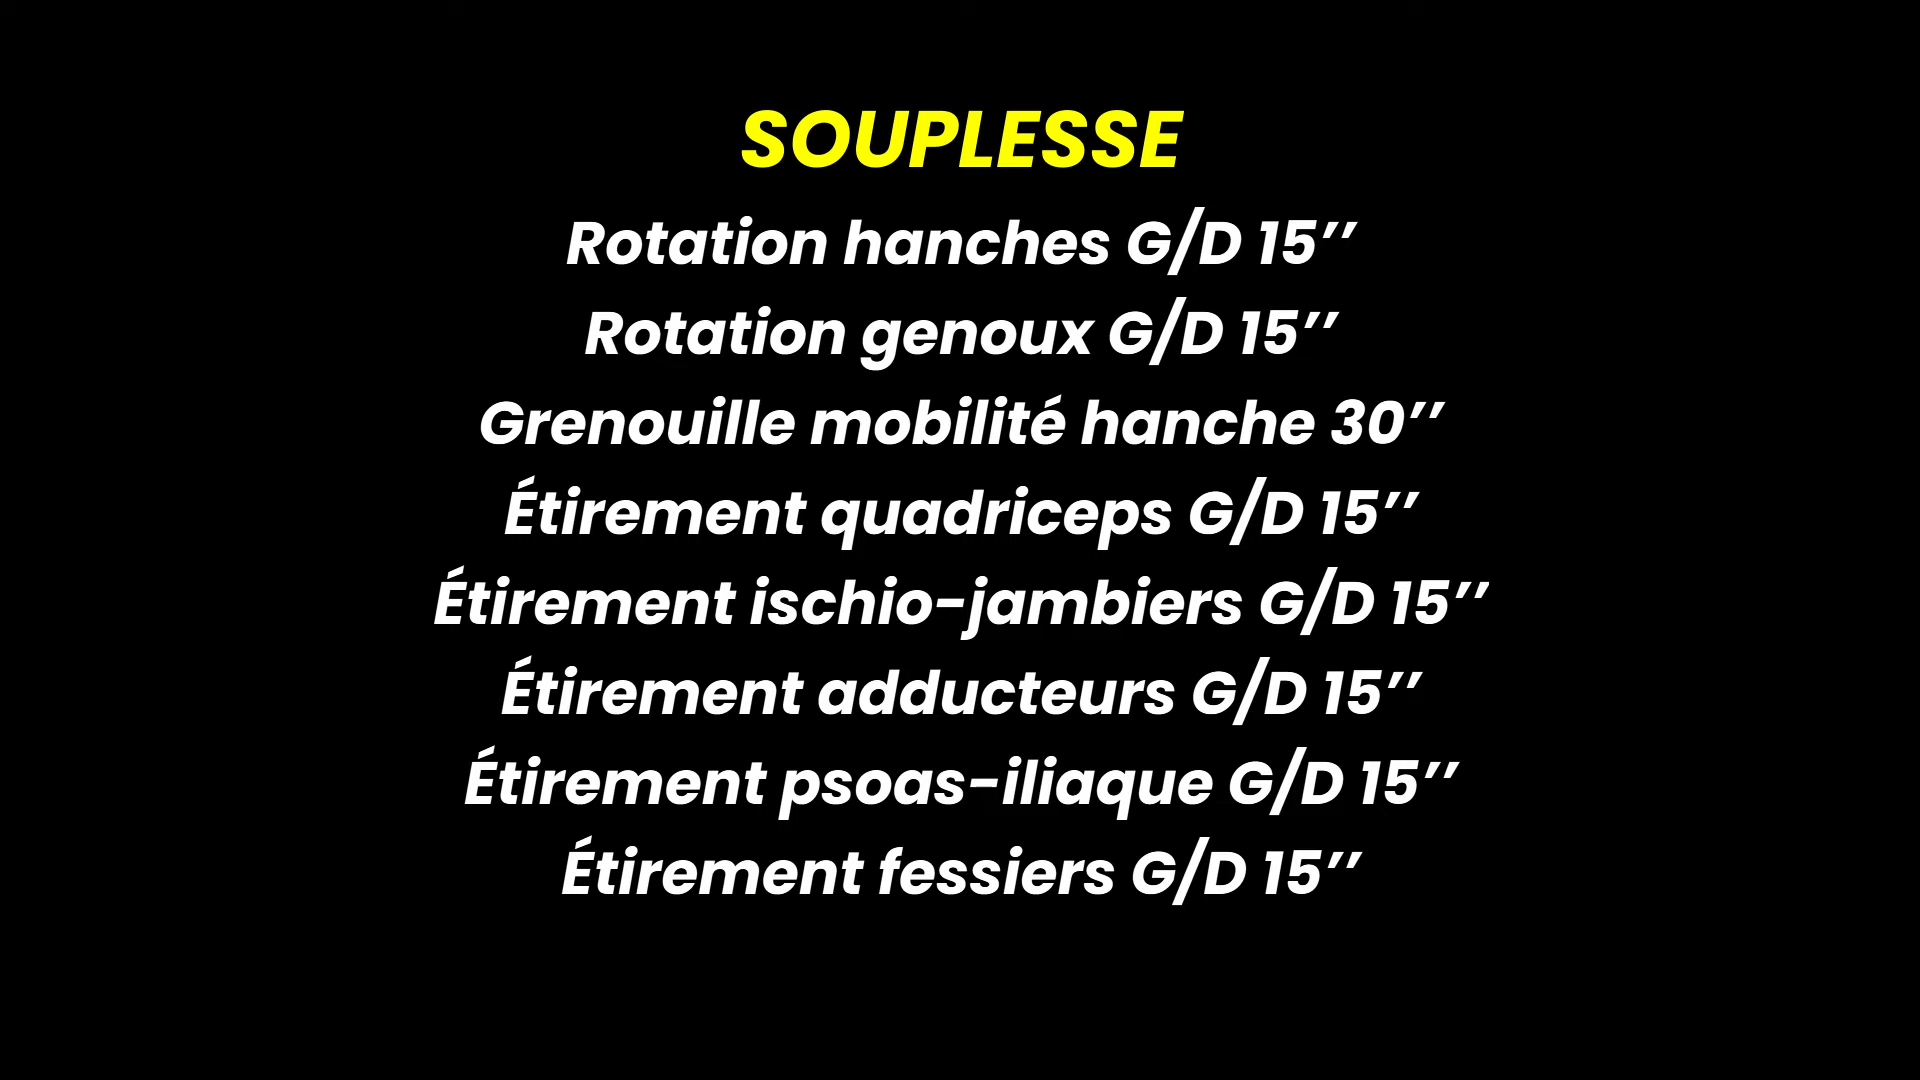 SOUPLESSE
Rotation hanches G/D 15’’
Rotation genoux G/D 15’’
Grenouille mobilité hanche 30’’
Étirement quadriceps G/D 15’’
Étirement ischio-jambiers G/D 15’’
Étirement adducteurs G/D 15’’
Étirement psoas-iliaque G/D 15’’
Étirement fessiers G/D 15’’